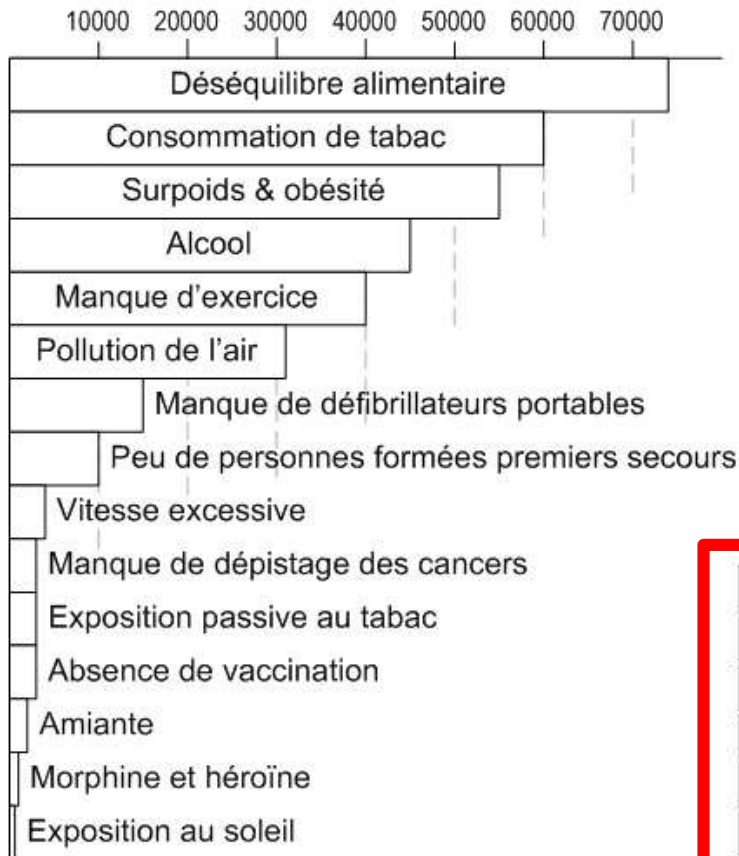 10000 20000 30000 40000 50000 60000 70000
Déséquilibre alimentaire
Consommation de tabac
Surpoids & obésité
Alcool
Manque d'exercice
Pollution de l'air
Manque de défibrillateurs portables
Peu de personnes formées premiers secours
Vitesse excessive
Manque de dépistage des cancers
Exposition passive au tabac
Absence de vaccination
Amiante
Morphine et héroïne
Exposition au soleil